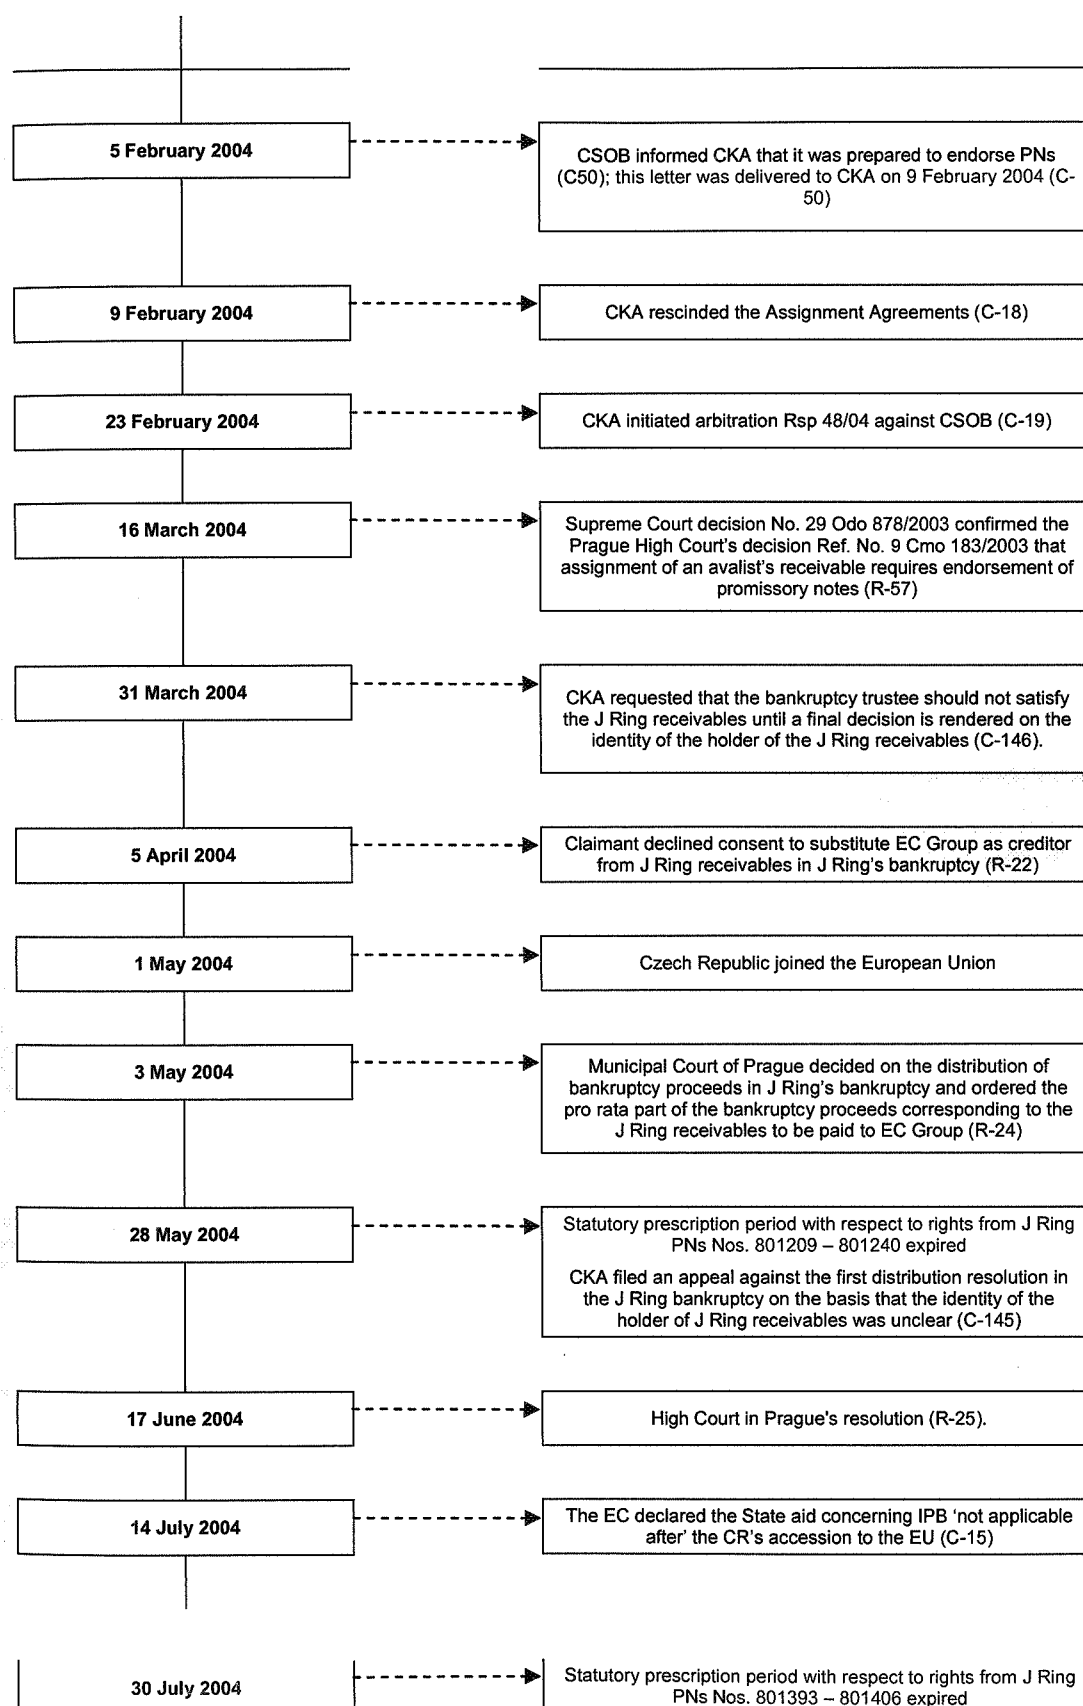 5 February 2004
CSOB informed CKA that it was prepared to endorse PNs
(C50); this letter was delivered to CKA on 9 February 2004 (C-
50)
9 February 2004
CKA rescinded the Assignment Agreements (C-18)
23 February 2004
CKA initiated arbitration Rsp 48/04 against CSOB (C-19)
16 March 2004
Supreme Court decision No. 29 Odo 878/2003 confirmed the
Prague High Court's decision Ref. No. 9 Cmo 183/2003 that
assignment of an avalist's receivable requires endorsement of
promissory notes (R-57)
31 March 2004
CKA requested that the bankruptcy trustee should not satisfy
the J Ring receivables until a final decision is rendered on the
identity of the holder of the J Ring receivables (C-146).
5 April 2004
Claimant declined consent to substitute EC Group as creditor
from J Ring receivables in J Ring's bankruptcy (R-22)
1 May 2004
Czech Republic joined the European Union
3 May 2004
Municipal Court of Prague decided on the distribution of
bankruptcy proceeds in J Ring's bankruptcy and ordered the
pro rata part of the bankruptcy proceeds corresponding to the
J Ring receivables to be paid to EC Group (R-24)
28 May 2004
Statutory prescription period with respect to rights from J Ring
PNs Nos. 801209 – 801240 expired
CKA filed an appeal against the first distribution resolution in
the J Ring bankruptcy on the basis that the identity of the
holder of J Ring receivables was unclear (C-145)
17 June 2004
High Court in Prague's resolution (R-25).
14 July 2004
The EC declared the State aid concerning IPB 'not applicable
after' the CR's accession to the EU (C-15)
30 July 2004
Statutory prescription period with respect to rights from J Ring
PNs Nos. 801393 – 801406 expired